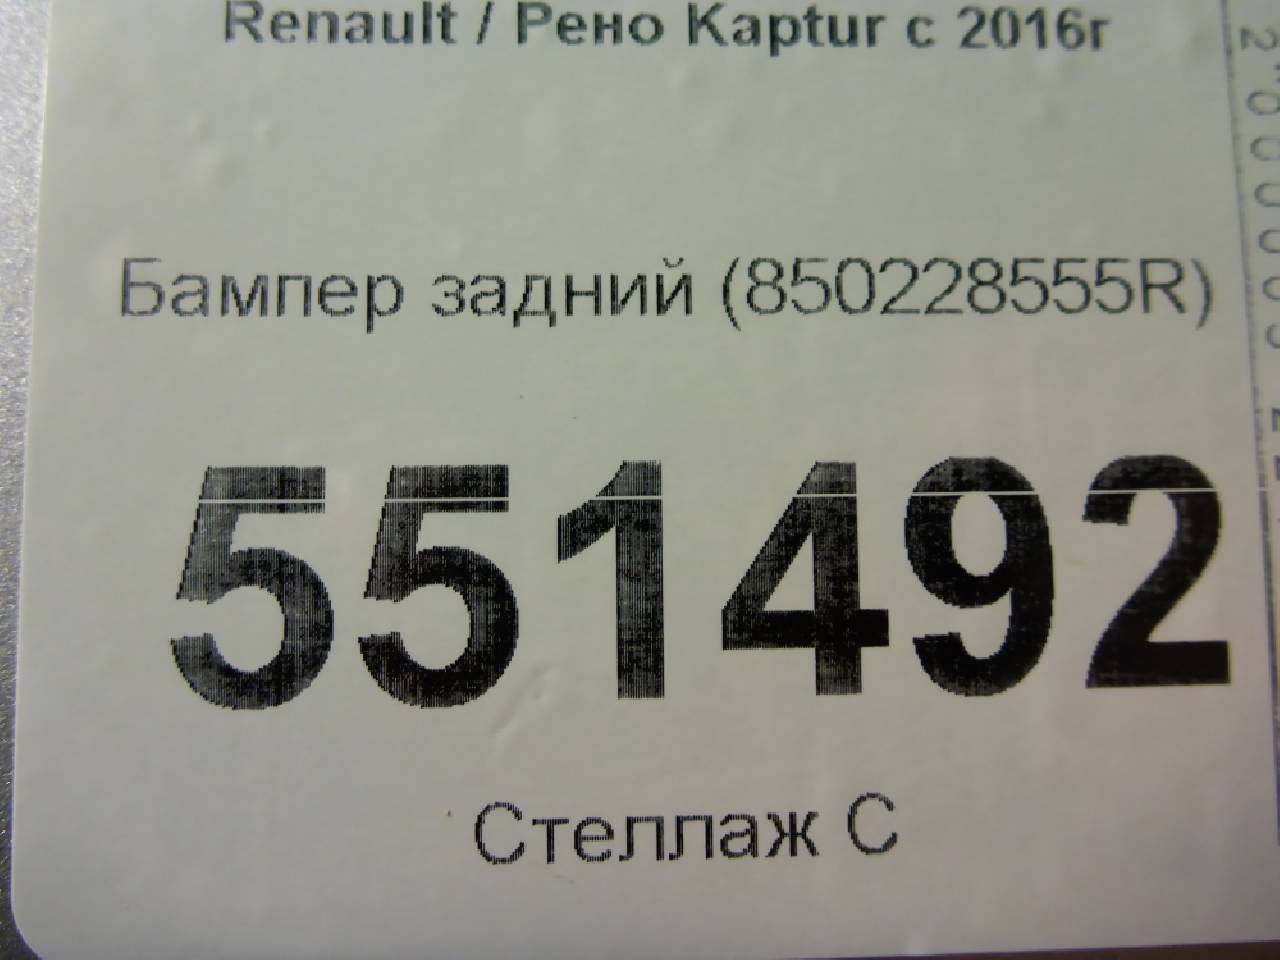 Renault / Рено Kaptur с 2016г
Бампер задний (850228555R)
551492
Стеллаж С